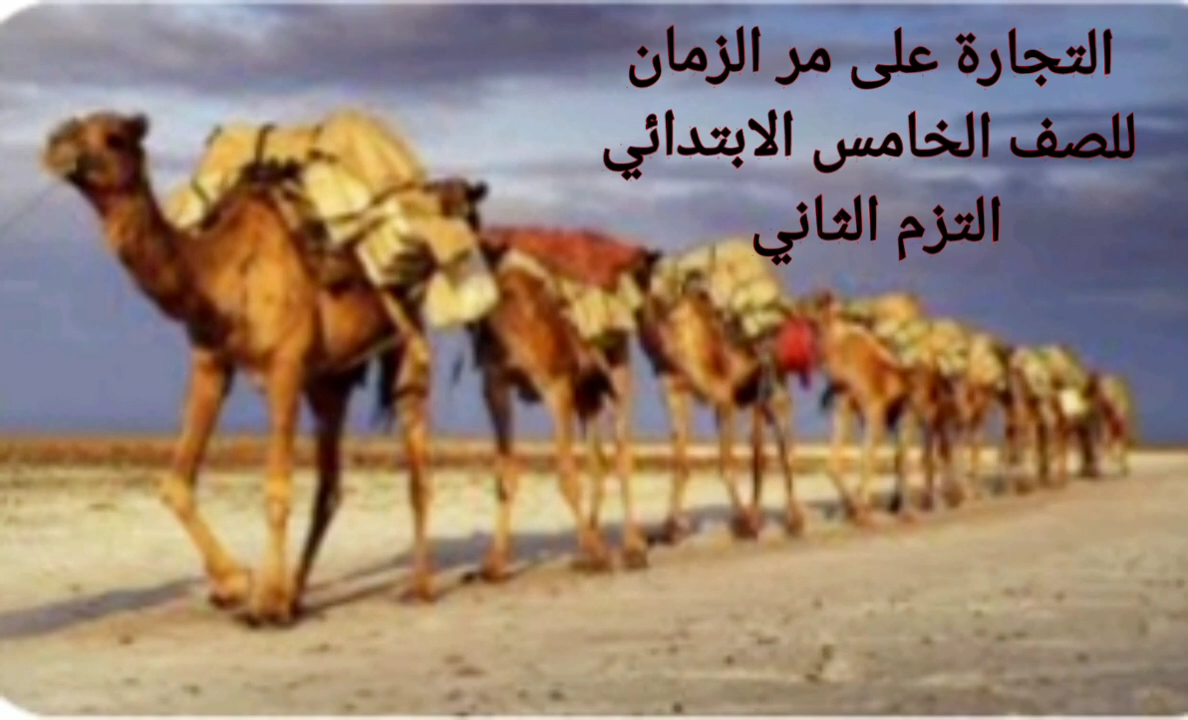 التجارة على مر الزمان
للصف الخامس الابتدائي
التزم الثاني